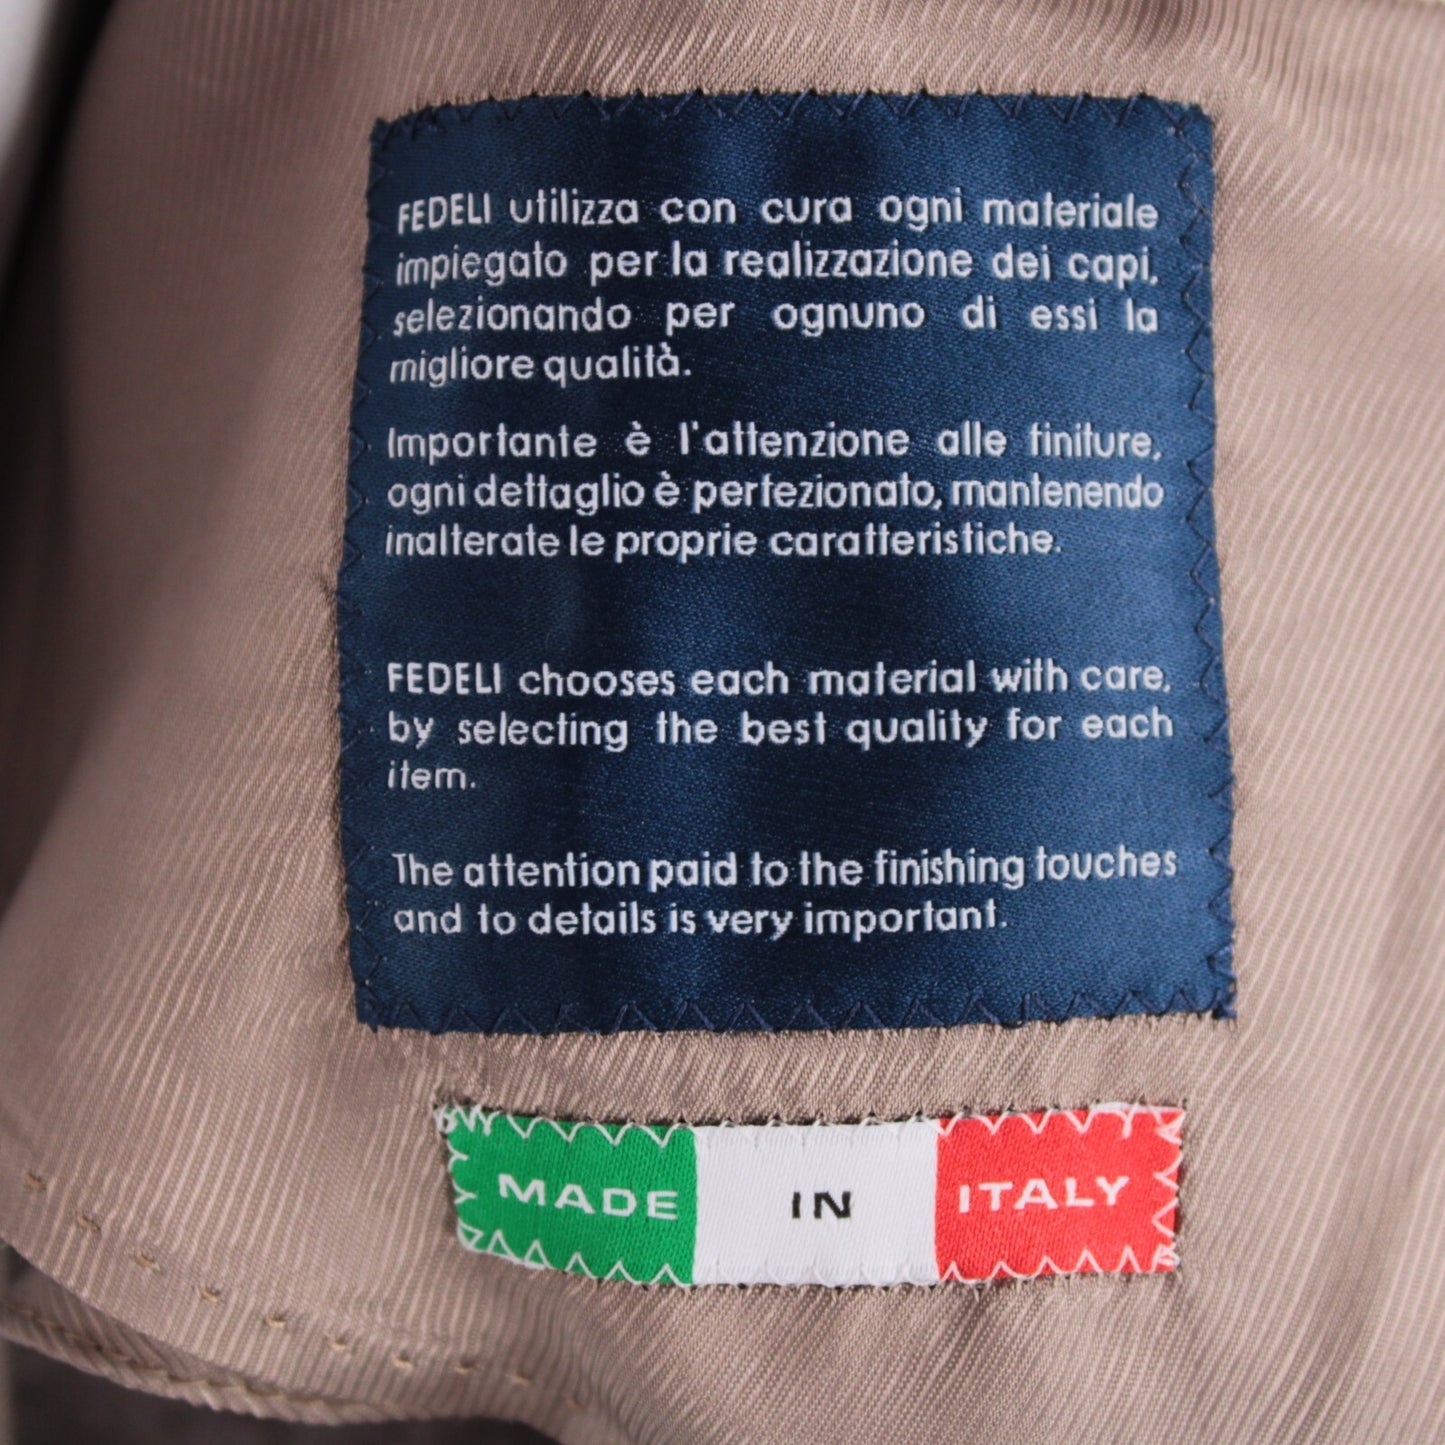 FEDELI utilizza con cura ogni materiale
impiegato per la realizzazione dei capi,
selezionando per ognuno di essi la
migliore qualità.
Importante è l'attenzione alle finiture,
ogni dettaglio è perfezionato, mantenendo
inalterate le proprie caratteristiche.
FEDELI chooses each material with care,
by selecting the best quality for each
item.
The attention paid to the finishing touches
and to details is very important.
MADE IN ITALY